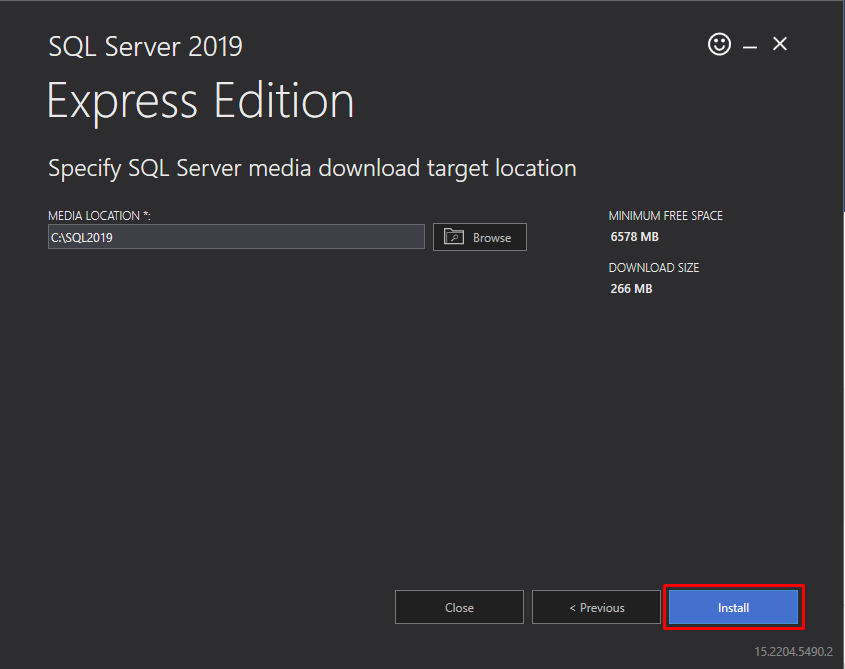 SQL Server 2019
Express Edition
Specify SQL Server media download target location
MEDIA LOCATION *:
C:\SQL2019
Browse
MINIMUM FREE SPACE
6578 MB
DOWNLOAD SIZE
266 MB
Close
< Previous
Install
15.2204.5490.2